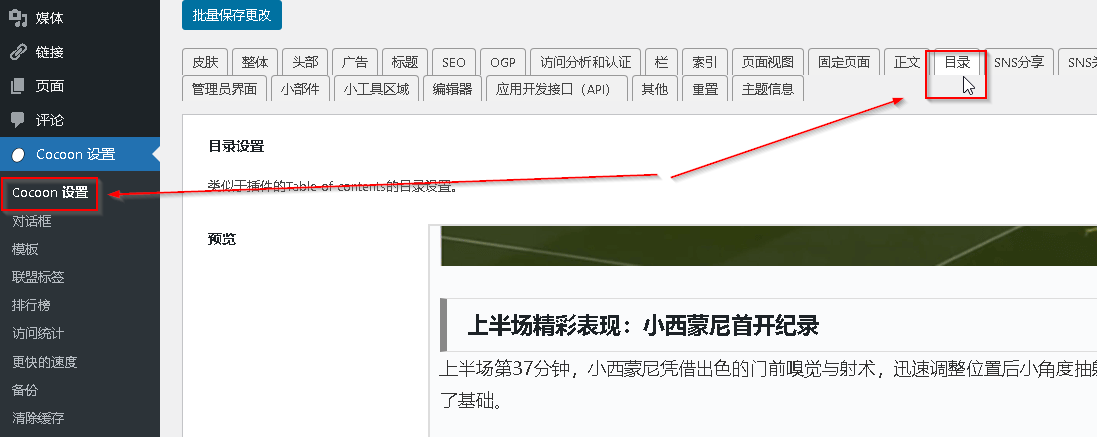 媒体
链接
页面
评论
Cocoon 设置
Cocoon 设置
对话框
模板
联盟标签
排行榜
访问统计
更快的速度
备份
清除缓存
批量保存更改
皮肤 整体 头部 广告 标题 SEO OGP 访问分析和认证 栏 索引 页面视图 固定页面 正文 目录 SNS分享 SNS
管理员界面 小部件 小工具区域 编辑器 应用开发接口（API） 其他 重置 主题信息
目录设置
类似于插件的Table of contents的目录设置。
预览
上半场精彩表现：小西蒙尼首开纪录
上半场第37分钟，小西蒙尼凭借出色的门前嗅觉与射术，迅速调整位置后小角度抽
了基础。